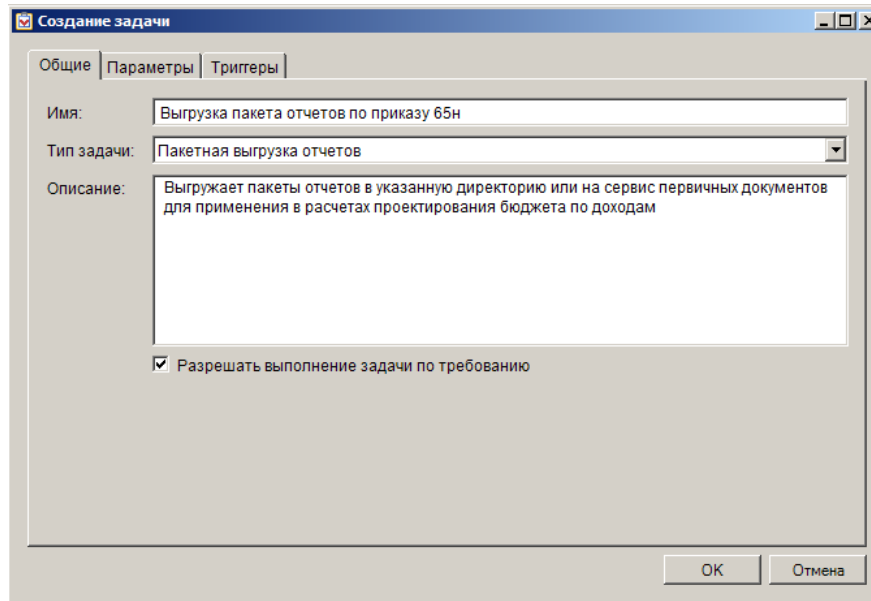 Создание задачи
Общие Параметры Триггеры
Имя: Выгрузка пакета отчетов по приказу 65н
Тип задачи: Пакетная выгрузка отчетов
Описание: Выгружает пакеты отчетов в указанную директорию или на сервис первичных документов
для применения в расчетах проектирования бюджета по доходам
Разрешать выполнение задачи по требованию
OK Отмена